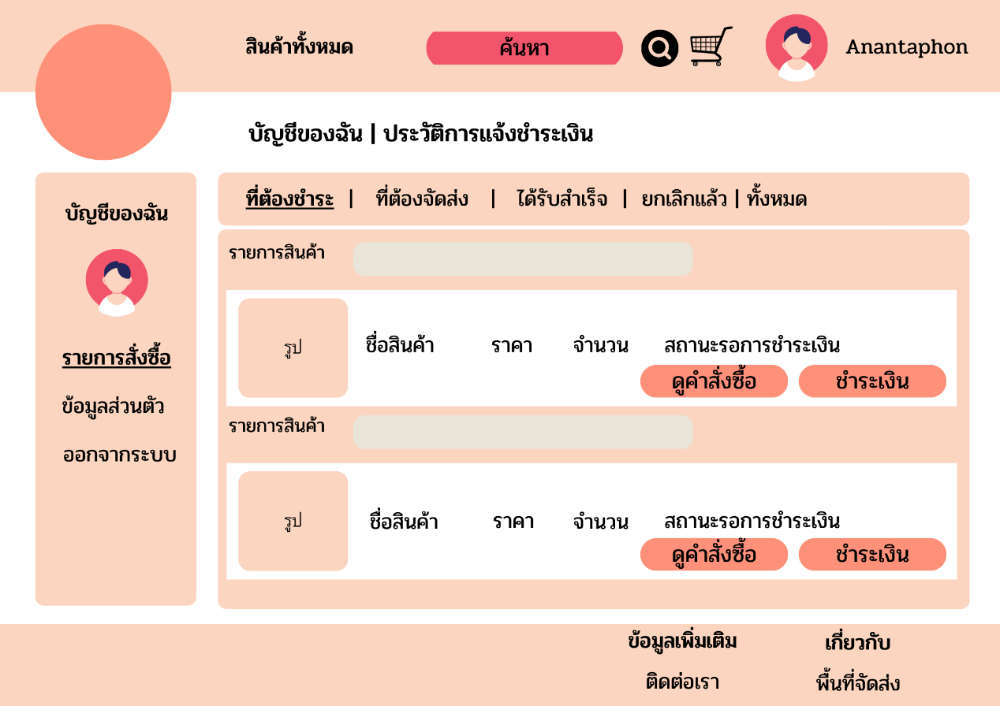 สินค้าทั้งหมด ค้นหา Anantaphon
บัญชีของฉัน | ประวัติการแจ้งชำระเงิน
บัญชีของฉัน
รายการสั่งซื้อ
ข้อมูลส่วนตัว
ออกจากระบบ
ที่ต้องชำระ | ที่ต้องจัดส่ง | ได้รับสำเร็จ | ยกเลิกแล้ว | ทั้งหมด
รายการสินค้า
รูป ชื่อสินค้า ราคา จำนวน สถานะรอการชำระเงิน
ดูคำสั่งซื้อ ชำระเงิน
รายการสินค้า
รูป ชื่อสินค้า ราคา จำนวน สถานะรอการชำระเงิน
ดูคำสั่งซื้อ ชำระเงิน
ข้อมูลเพิ่มเติม เกี่ยวกับ
ติดต่อเรา พื้นที่จัดส่ง